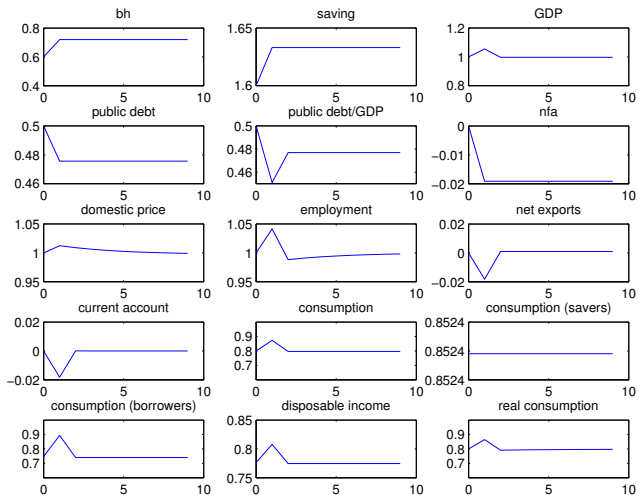 bh saving GDP
0.8 1.65 1.2
0.6 1
0.4 1.6 0.8
0 5 10 0 5 10 0 5 10
public debt public debt/GDP nfa
0.5 0.5 0
0.48 0.48 −0.01
0.46 0.46 −0.02
0 5 10 0 5 10 0 5 10
domestic price employment net exports
1.05 1.05 0.02
1 1 0
0.95 0.95 −0.02
0 5 10 0 5 10 0 5 10
current account consumption consumption (savers)
0.02 0.9 0.8524
0 0.8 0.8524
−0.02 0.7 0.8524
0 5 10 0 5 10 0 5 10
consumption (borrowers) disposable income real consumption
0.9 0.85 0.9
0.8 0.8 0.8
0.7 0.75 0.7
0 5 10 0 5 10 0 5 10